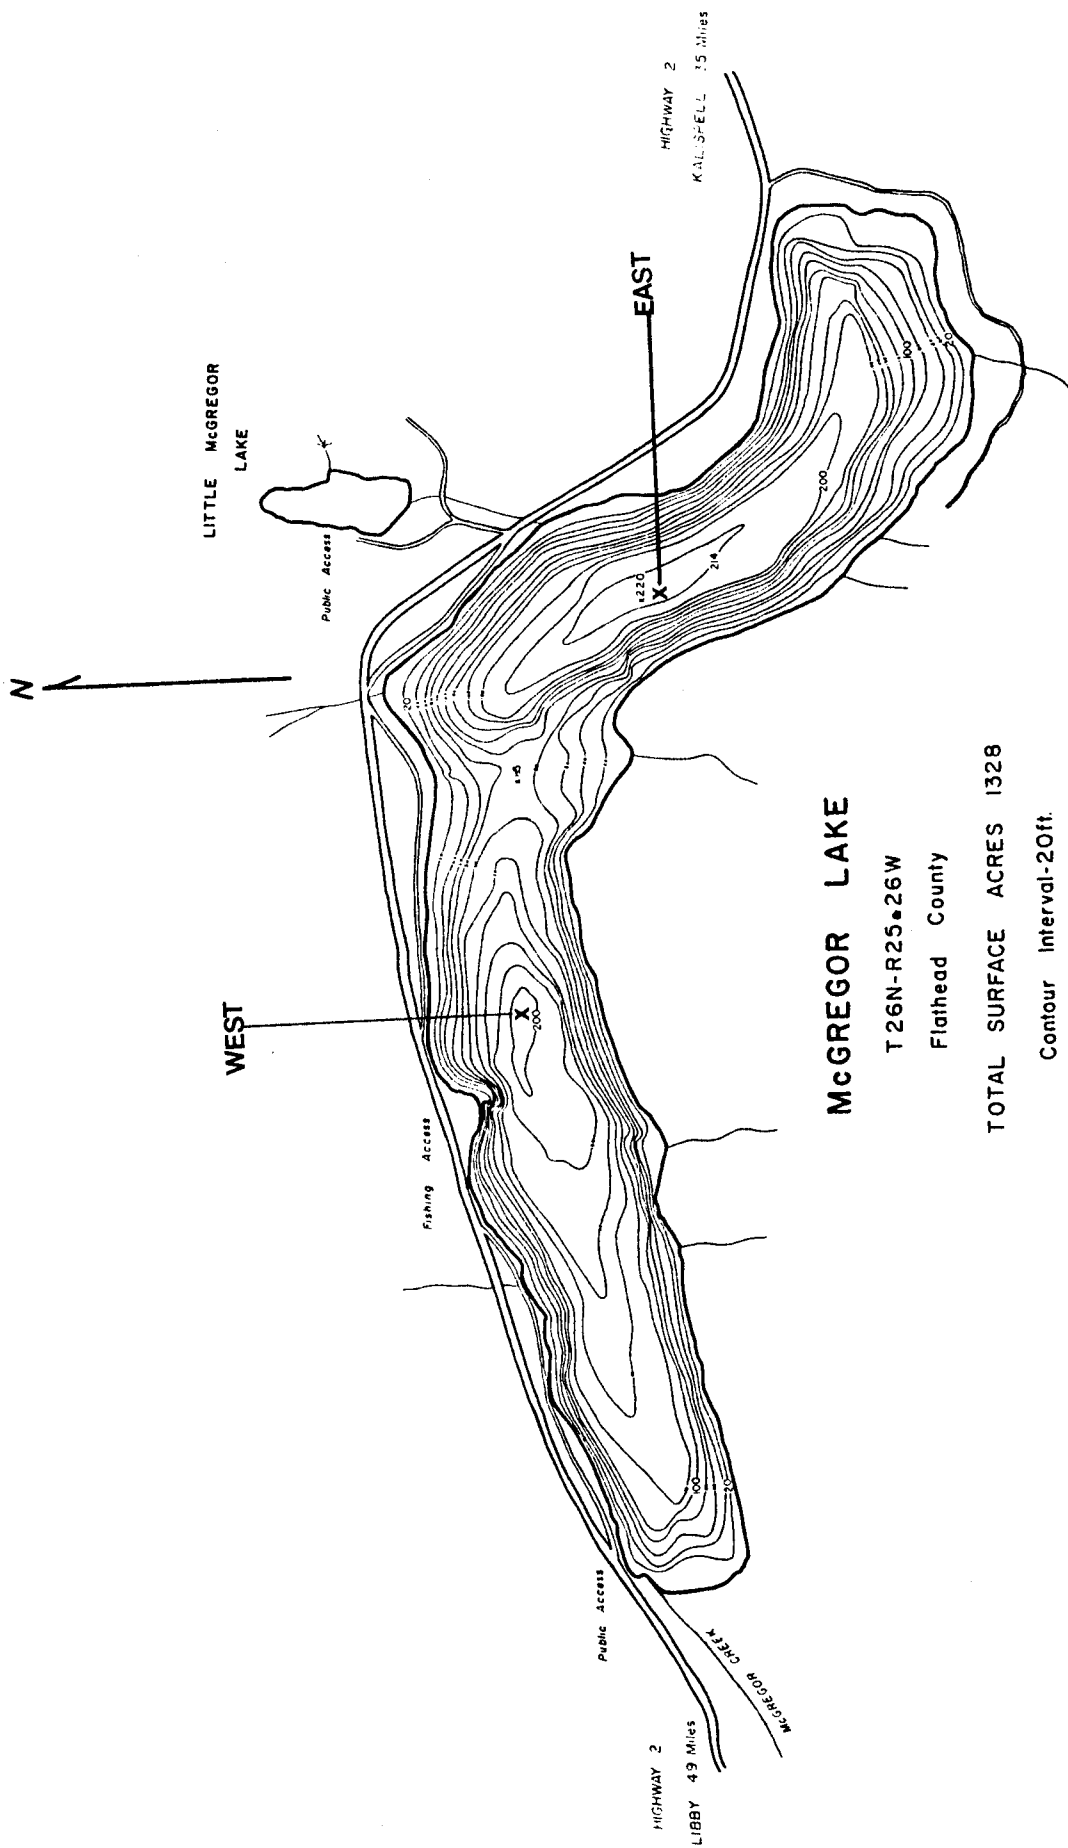 N
LITTLE McGREGOR
LAKE
Public Access
HIGHWAY 2
KALISPELL 35 Miles
WEST
EAST
Fishing Access
20
x220
X
214
200
100
20
X
200
100
20
Public Access
McGREGOR CREEK
HIGHWAY 2
LIBBY 49 Miles
McGREGOR LAKE
T26N-R25&26W
Flathead County
TOTAL SURFACE ACRES 1328
Contour Interval-20ft.